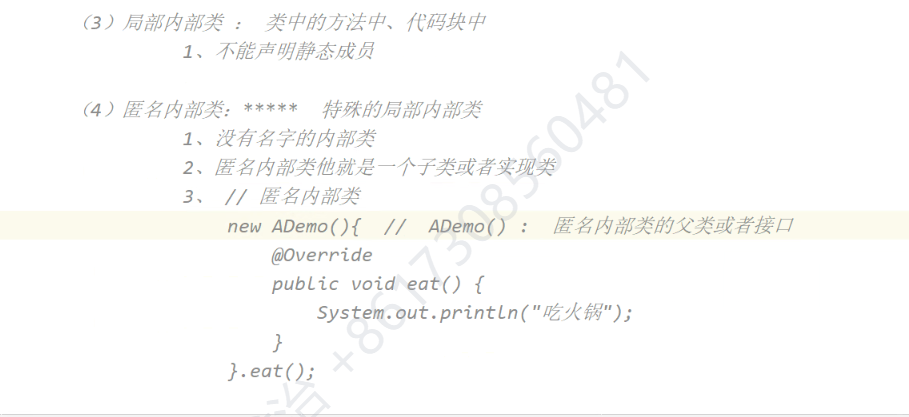 （3）局部内部类 ： 类中的方法中、代码块中
1、不能声明静态成员
（4）匿名内部类：***** 特殊的局部内部类
1、没有名字的内部类
2、匿名内部类他就是一个子类或者实现类
3、 // 匿名内部类
new ADemo(){ // ADemo() : 匿名内部类的父类或者接口
@Override
public void eat() {
System.out.println("吃火锅");
}
}.eat();
治 +8617308560481